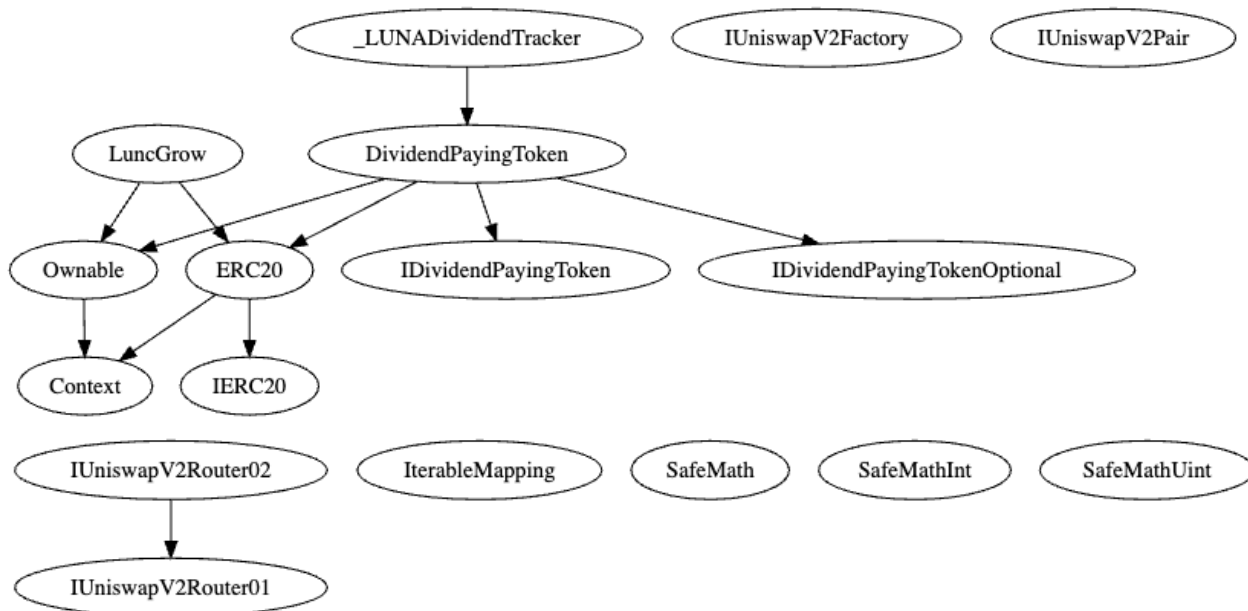 _LUNADividendTracker
IUniswapV2Factory
IUniswapV2Pair
LuncGrow
DividendPayingToken
Ownable
ERC20
IDividendPayingToken
IDividendPayingTokenOptional
Context
IERC20
IUniswapV2Router02
IterableMapping
SafeMath
SafeMathInt
SafeMathUint
IUniswapV2Router01